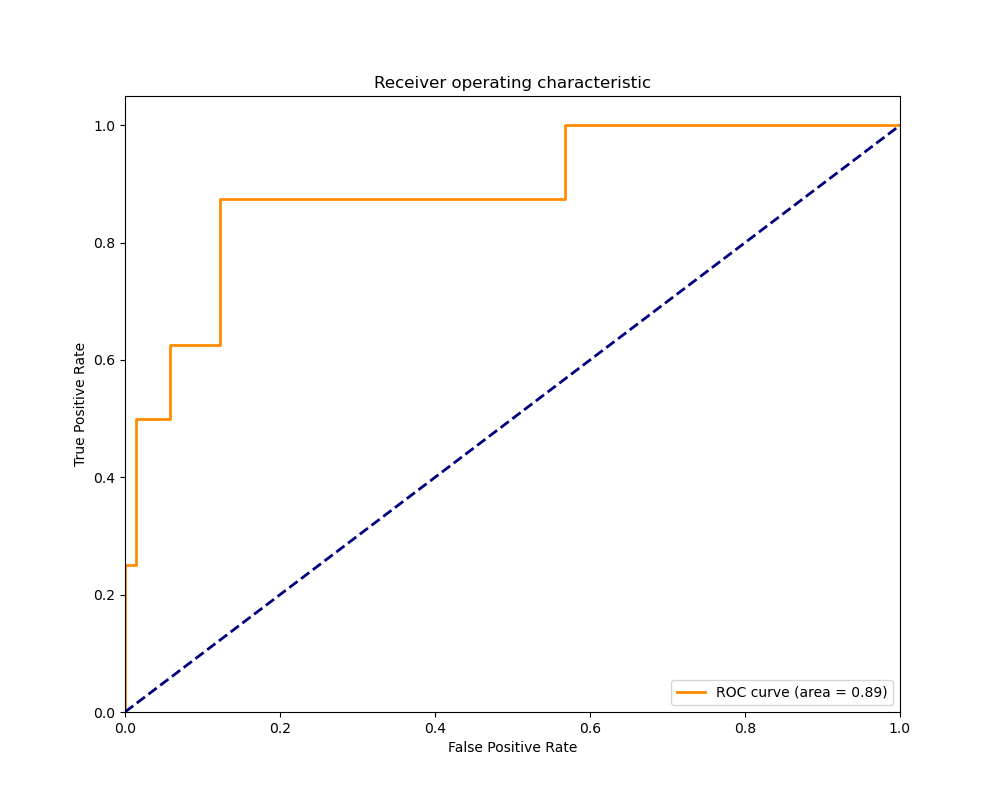 Receiver operating characteristic
1.0
0.8
0.6
0.4
0.2
0.0
True Positive Rate
0.0 0.2 0.4 0.6 0.8 1.0
False Positive Rate
ROC curve (area = 0.89)